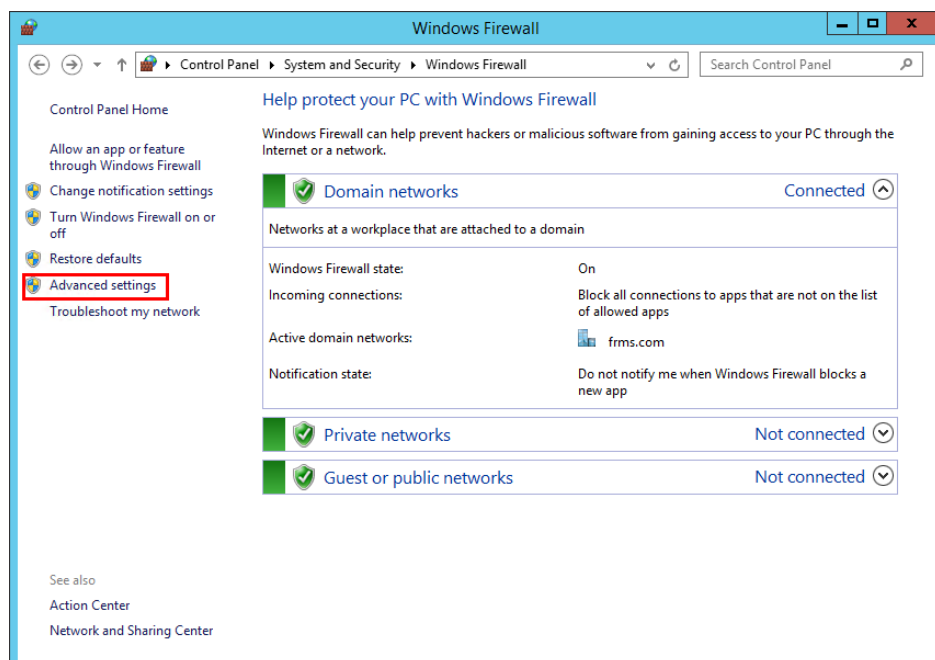 Windows Firewall
Control Panel
System and Security
Windows Firewall
Search Control Panel
Control Panel Home
Allow an app or feature
through Windows Firewall
Change notification settings
Turn Windows Firewall on or
off
Restore defaults
Advanced settings
Troubleshoot my network
See also
Action Center
Network and Sharing Center
Help protect your PC with Windows Firewall
Windows Firewall can help prevent hackers or malicious software from gaining access to your PC through the
Internet or a network.
Domain networks
Connected
Networks at a workplace that are attached to a domain
Windows Firewall state:
On
Incoming connections:
Block all connections to apps that are not on the list
of allowed apps
Active domain networks:
frms.com
Notification state:
Do not notify me when Windows Firewall blocks a
new app
Private networks
Not connected
Guest or public networks
Not connected